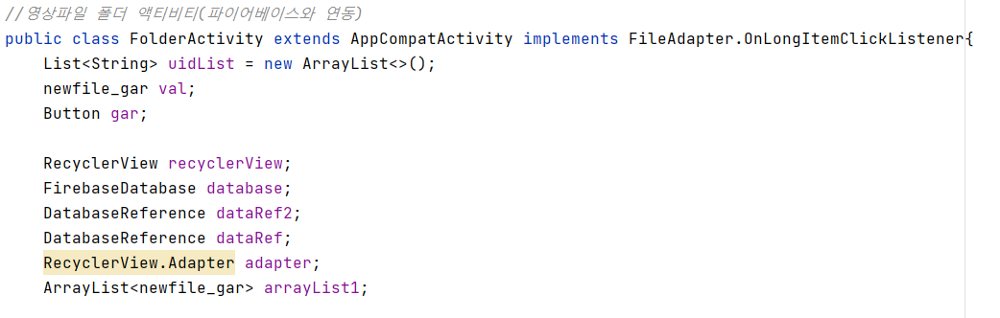 //영상파일 폴더 액티비티(파이어베이스와 연동)
public class FolderActivity extends AppCompatActivity implements FileAdapter.OnLongItemClickListener{
    List<String> uidList = new ArrayList<>();
    newfile_gar val;
    Button gar;

    RecyclerView recyclerView;
    FirebaseDatabase database;
    DatabaseReference dataRef2;
    DatabaseReference dataRef;
    RecyclerView.Adapter adapter;
    ArrayList<newfile_gar> arrayList1;